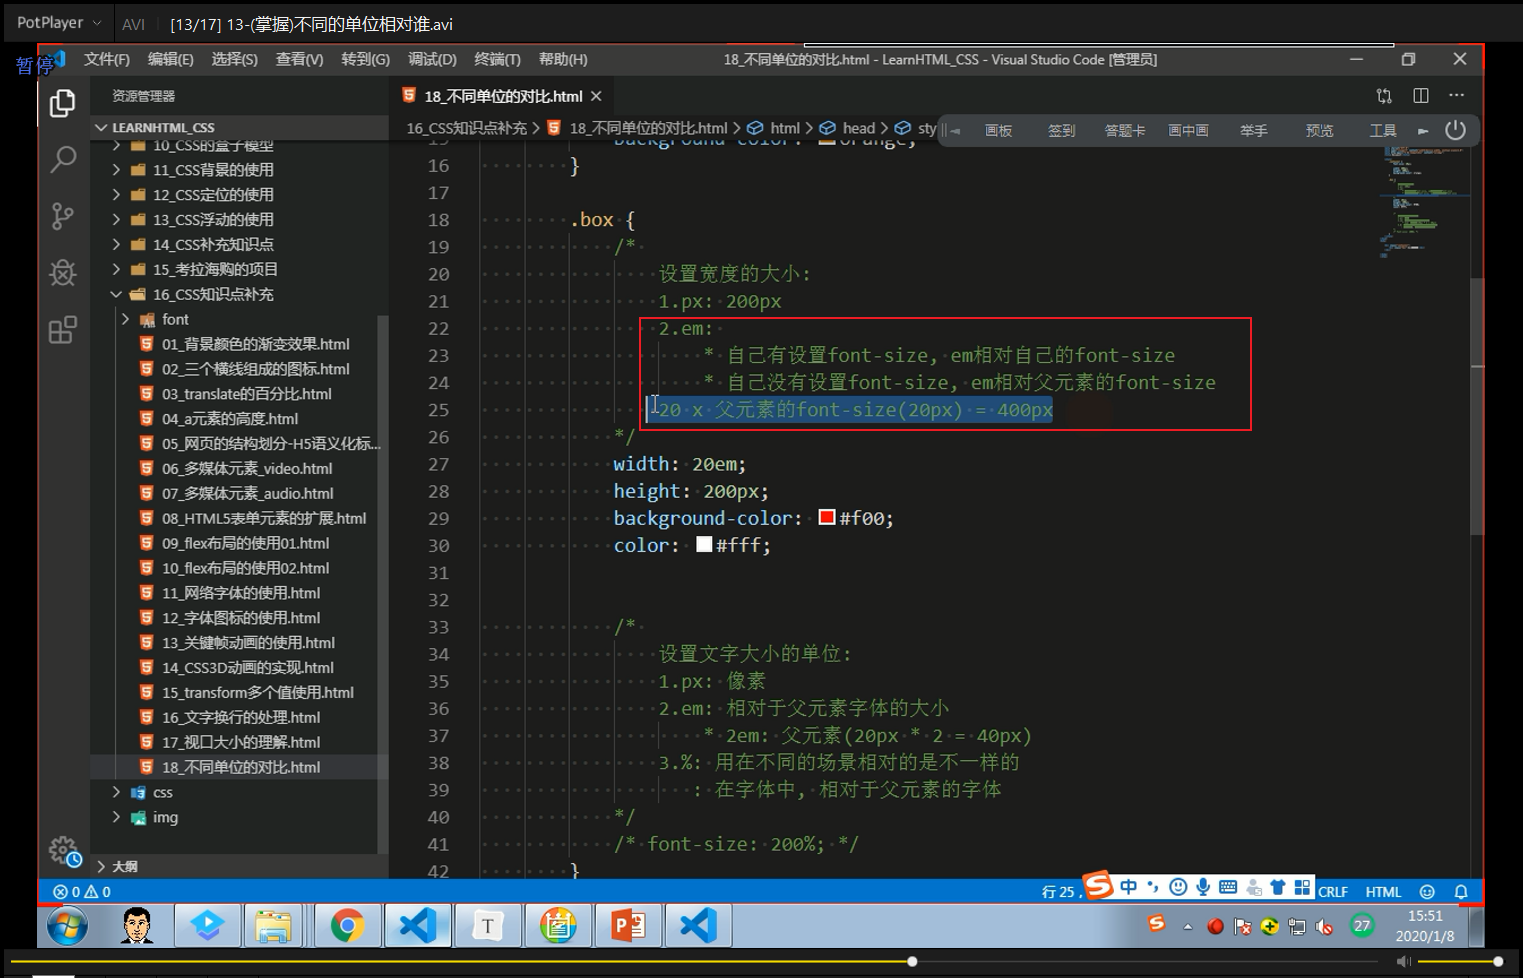 PotPlayer
AVI
[13/17] 13-(掌握)不同的单位相对谁.avi
暂停
文件(F) 编辑(E) 选择(S) 查看(V) 转到(G) 调试(D) 终端(T) 帮助(H)
18_不同单位的对比.html - LearnHTML_CSS - Visual Studio Code [管理员]
资源管理器
18_不同单位的对比.html
LEARNHTML_CSS
16_CSS知识点补充 > 18_不同单位的对比.html > html > head > sty
画板 签到 答题卡 画中画 举手 预览 工具
10_CSS的盒子模型
11_CSS背景的使用
12_CSS定位的使用
13_CSS浮动的使用
14_CSS补充知识点
15_考拉海购的项目
16_CSS知识点补充
font
01_背景颜色的渐变效果.html
02_三个横线组成的图标.html
03_translate的百分比.html
04_a元素的高度.html
05_网页的结构划分-H5语义化标...
06_多媒体元素_video.html
07_多媒体元素_audio.html
08_HTML5表单元素的扩展.html
09_flex布局的使用01.html
10_flex布局的使用02.html
11_网络字体的使用.html
12_字体图标的使用.html
13_关键帧动画的使用.html
14_CSS3D动画的实现.html
15_transform多个值使用.html
16_文字换行的处理.html
17_视口大小的理解.html
18_不同单位的对比.html
css
img
大纲
15 background-color: orange;
16 }
17
18 .box {
19 /*
20 设置宽度的大小:
21 1.px: 200px
22 2.em:
23 * 自己有设置font-size, em相对自己的font-size
24 * 自己没有设置font-size, em相对父元素的font-size
25 20 x 父元素的font-size(20px) = 400px
26 */
27 width: 20em;
28 height: 200px;
29 background-color: #f00;
30 color: #fff;
31
32
33 /*
34 设置文字大小的单位:
35 1.px: 像素
36 2.em: 相对于父元素字体的大小
37 * 2em: 父元素(20px * 2 = 40px)
38 3.%: 用在不同的场景相对的是不一样的
39 : 在字体中, 相对于父元素的字体
40 */
41 /* font-size: 200%; */
42 }
0 0
行 25 ,
中
CRLF HTML
T
27
15:51
2020/1/8